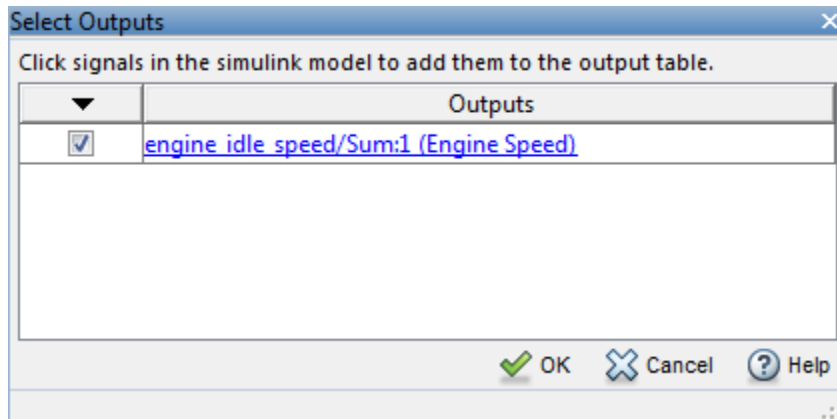 Select Outputs
Click signals in the simulink model to add them to the output table.
Outputs
engine_idle_speed/Sum:1 (Engine Speed)
OK Cancel Help